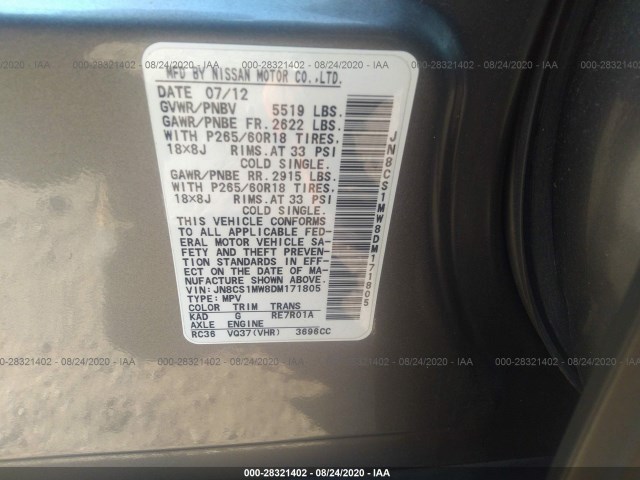 MFD BY NISSAN MOTOR CO.,LTD.
DATE 07/12
GVWR/PNBV 5519 LBS.
GAWR/PNBE FR. 2622 LBS.
WITH P265/60R18 TIRES.
18x8J RIMS.AT 33 PSI
COLD SINGLE.
GAWR/PNBE RR. 2915 LBS.
WITH P265/60R18 TIRES.
18x8J RIMS.AT 33 PSI
COLD SINGLE.
THIS VEHICLE CONFORMS
TO ALL APPLICABLE FED-
ERAL MOTOR VEHICLE SA-
FETY AND THEFT PREVEN-
TION STANDARDS IN EFF-
ECT ON THE DATE OF MA-
NUFACTURE SHOWN ABOVE.
VIN: JN8CS1MW8DM171805
TYPE: MPV
COLOR TRIM TRANS
KAD G RE7R01A
AXLE ENGINE
RC36 VQ37(VHR) 3696CC
JN8CS1MW8DM171805
000-28321402 - 08/24/2020 - IAA